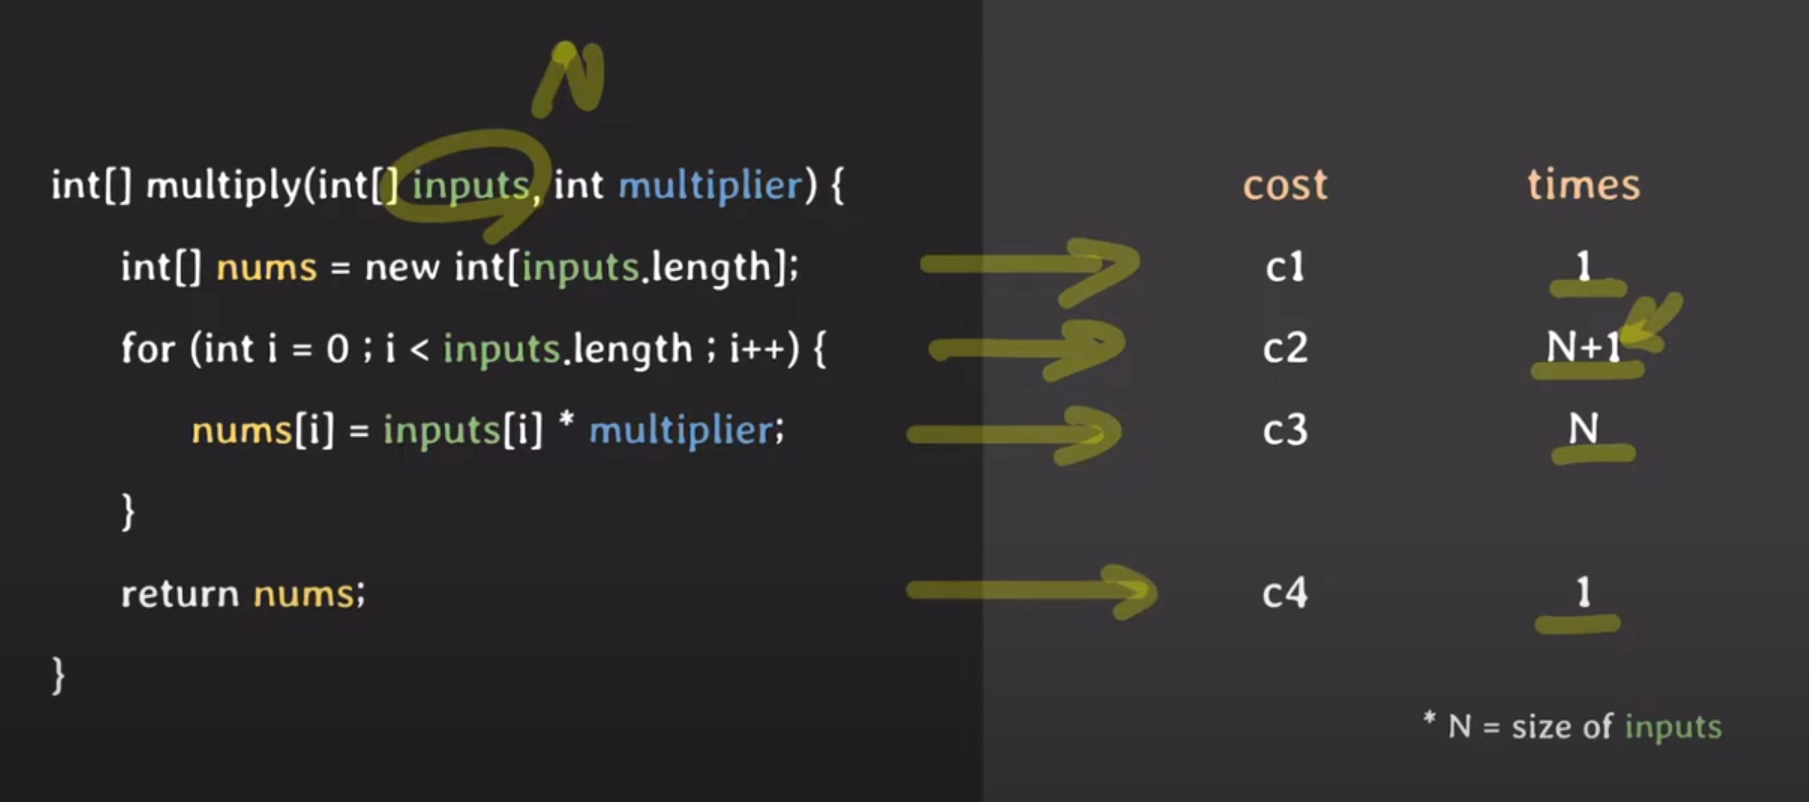 N
int[] multiply(int[] inputs, int multiplier) { cost times
int[] nums = new int[inputs.length]; c1 1
for (int i = 0 ; i < inputs.length ; i++) { c2 N+1
nums[i] = inputs[i] * multiplier; c3 N
}
return nums; c4 1
}
* N = size of inputs